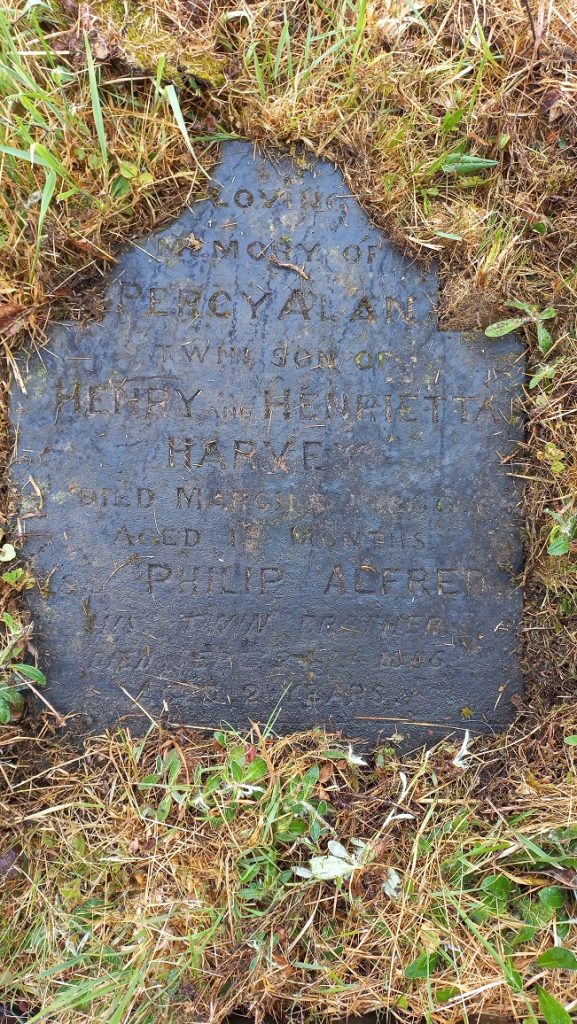 LOVING
MEMORY OF
PERCY ALAN
TWIN SON OF
HENRY AND HENRIETTA
HARVEY
DIED MARCH
AGED MONTHS
PHILIP ALFRED
HIS TWIN BROTHER
DIED
AGED 2 YEARS